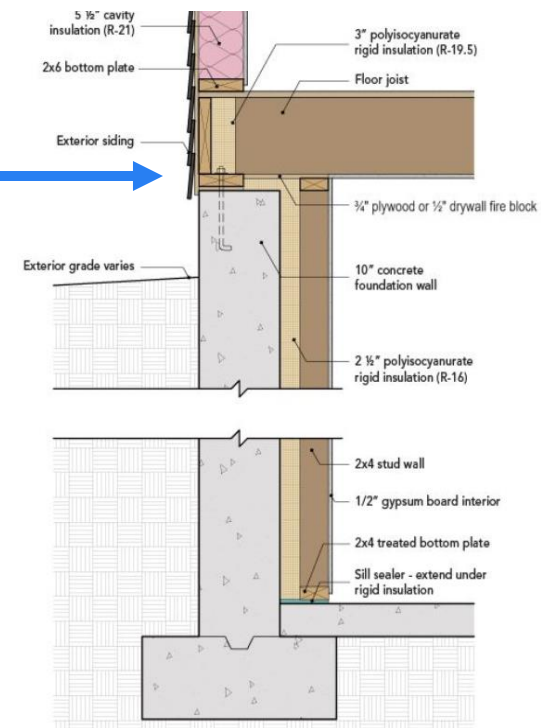 5 ½" cavity
insulation (R-21)
2x6 bottom plate
Exterior siding
Exterior grade varies
3" polyisocyanurate
rigid insulation (R-19.5)
Floor joist
¾" plywood or ½" drywall fire block
10" concrete
foundation wall
2 ½" polyisocyanurate
rigid insulation (R-16)
2x4 stud wall
1/2" gypsum board interior
2x4 treated bottom plate
Sill sealer - extend under
rigid insulation